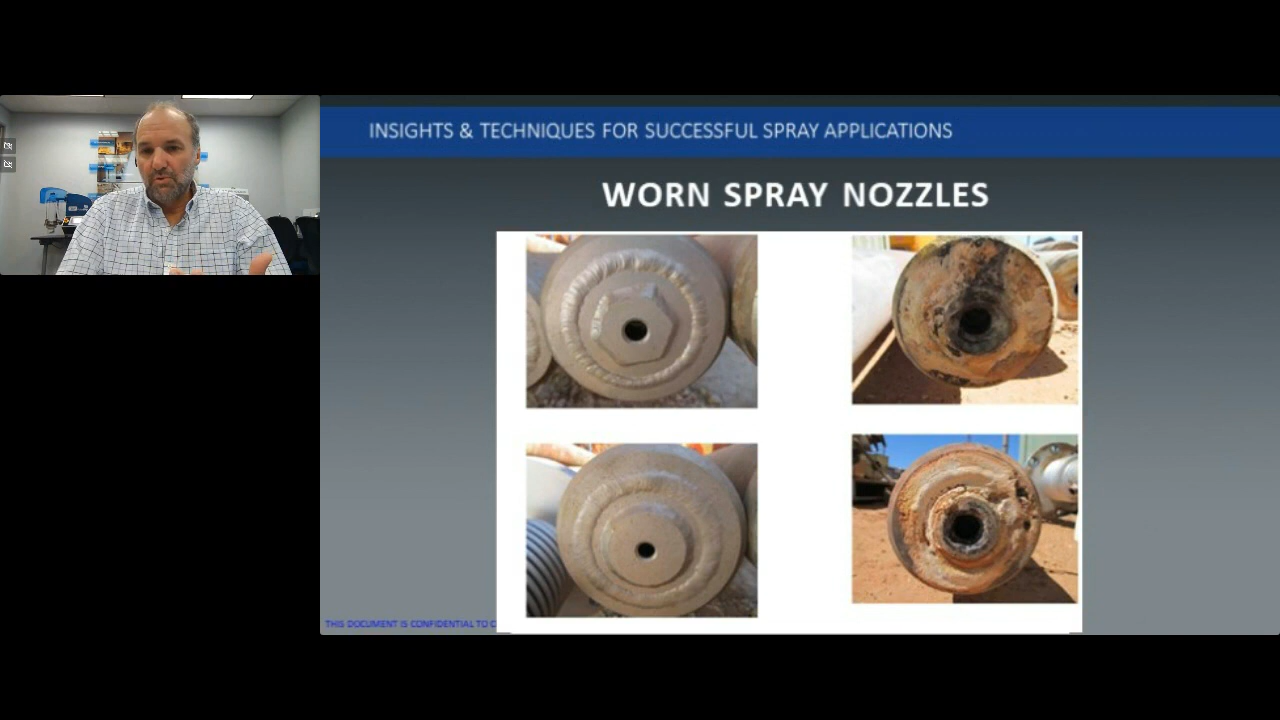 INSIGHTS & TECHNIQUES FOR SUCCESSFUL SPRAY APPLICATIONS
WORN SPRAY NOZZLES
THIS DOCUMENT IS CONFIDENTIAL TO C